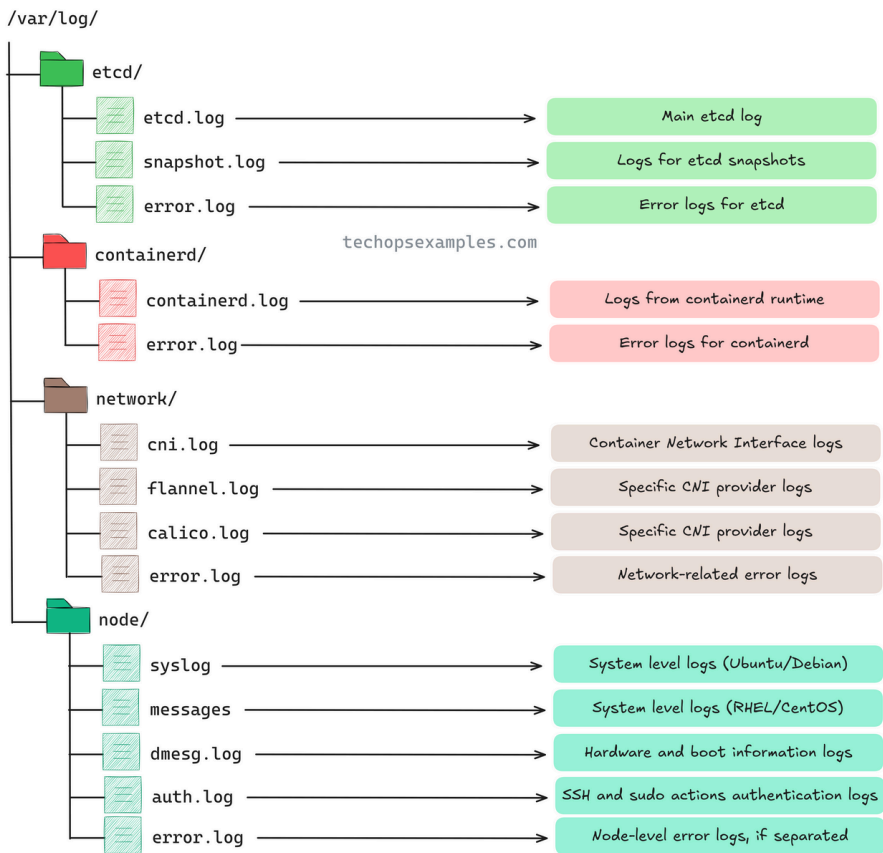 /var/log/
etcd/
etcd.log
Main etcd log
snapshot.log
Logs for etcd snapshots
error.log
Error logs for etcd
techopsexamples.com
containerd/
containerd.log
Logs from containerd runtime
error.log
Error logs for containerd
network/
cni.log
Container Network Interface logs
flannel.log
Specific CNI provider logs
calico.log
Specific CNI provider logs
error.log
Network-related error logs
node/
syslog
System level logs (Ubuntu/Debian)
messages
System level logs (RHEL/CentOS)
dmesg.log
Hardware and boot information logs
auth.log
SSH and sudo actions authentication logs
error.log
Node-level error logs, if separated